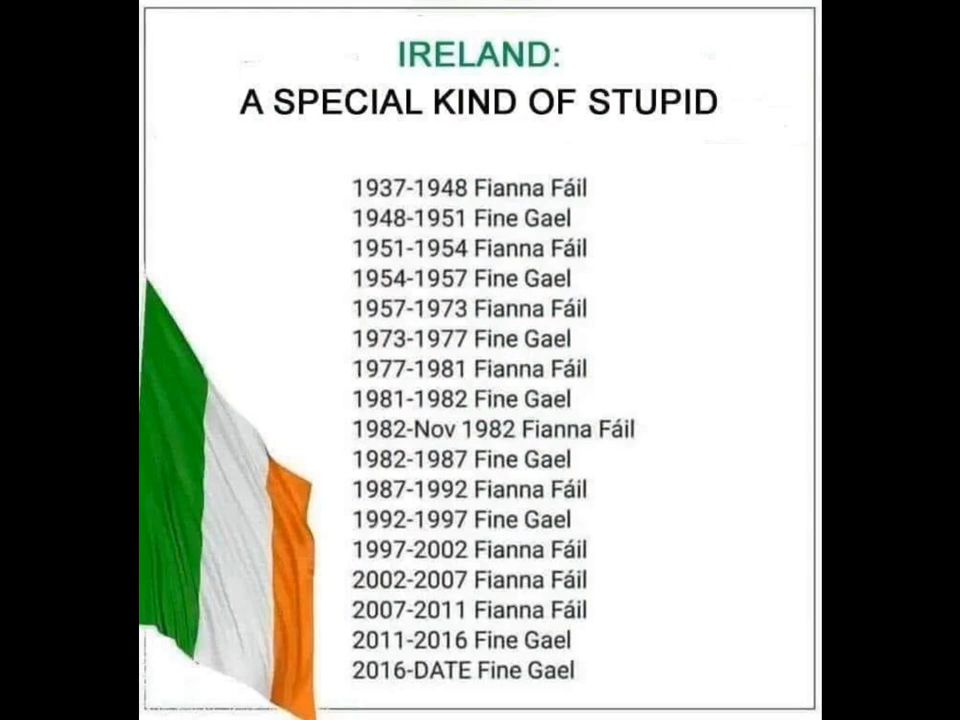 IRELAND:
A SPECIAL KIND OF STUPID
1937-1948 Fianna Fáil
1948-1951 Fine Gael
1951-1954 Fianna Fáil
1954-1957 Fine Gael
1957-1973 Fianna Fáil
1973-1977 Fine Gael
1977-1981 Fianna Fáil
1981-1982 Fine Gael
1982-Nov 1982 Fianna Fáil
1982-1987 Fine Gael
1987-1992 Fianna Fáil
1992-1997 Fine Gael
1997-2002 Fianna Fáil
2002-2007 Fianna Fáil
2007-2011 Fianna Fáil
2011-2016 Fine Gael
2016-DATE Fine Gael